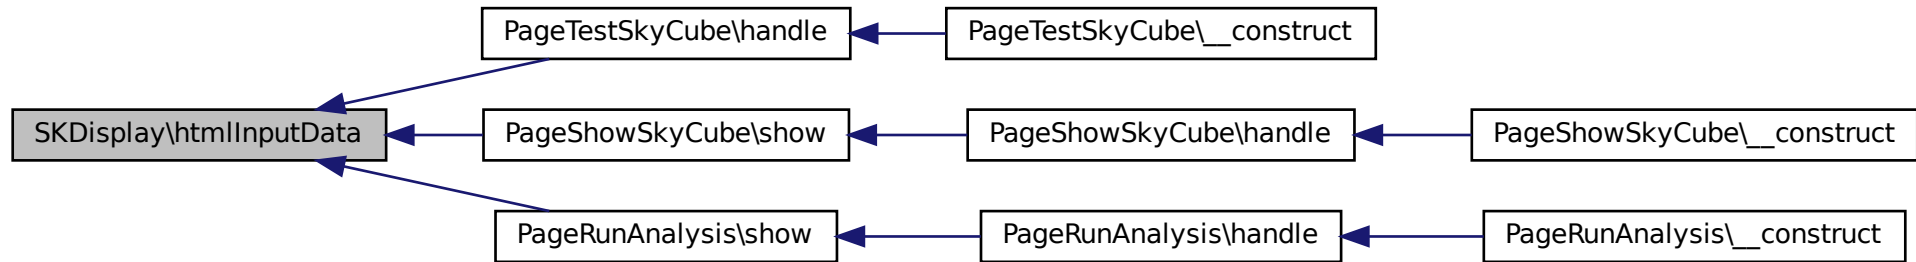 PageTestSkyCube\handle
PageTestSkyCube\__construct
SKDisplay\htmlInputData
PageShowSkyCube\show
PageShowSkyCube\handle
PageShowSkyCube\__construct
PageRunAnalysis\show
PageRunAnalysis\handle
PageRunAnalysis\__construct